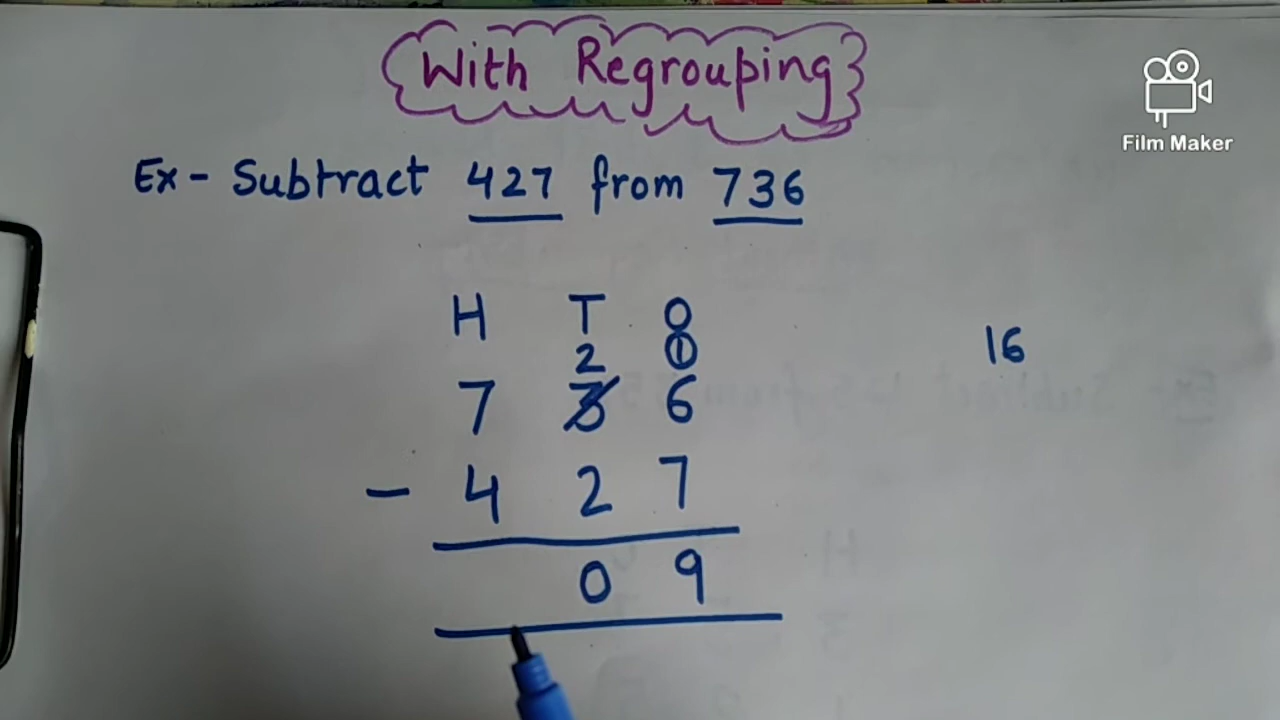 With Regrouping
Film Maker
Ex- Subtract 427 from 736
H T O
2 1
7 3 6
16
- 4 2 7
0 9